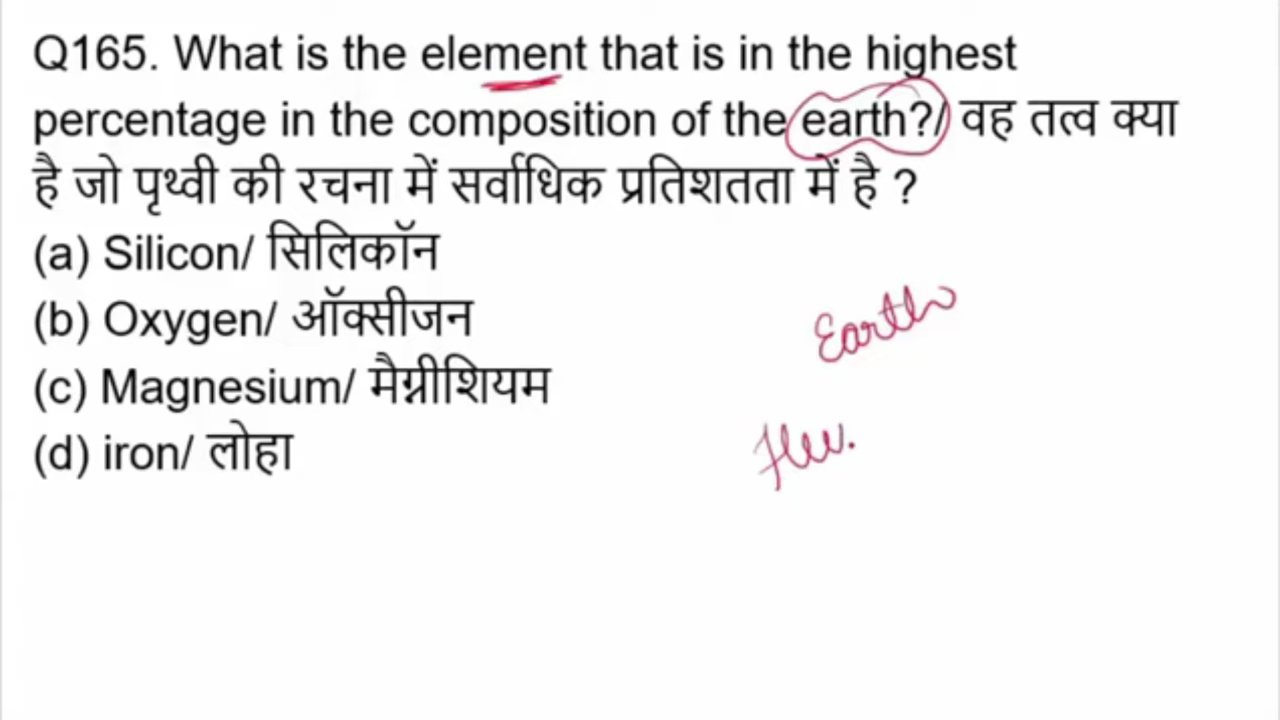 Q165. What is the element that is in the highest
percentage in the composition of the earth?/ वह तत्व क्या
है जो पृथ्वी की रचना में सर्वाधिक प्रतिशतता में है ?
(a) Silicon/ सिलिकॉन
(b) Oxygen/ ऑक्सीजन
Earth
(c) Magnesium/ मैग्नीशियम
(d) iron/ लोहा